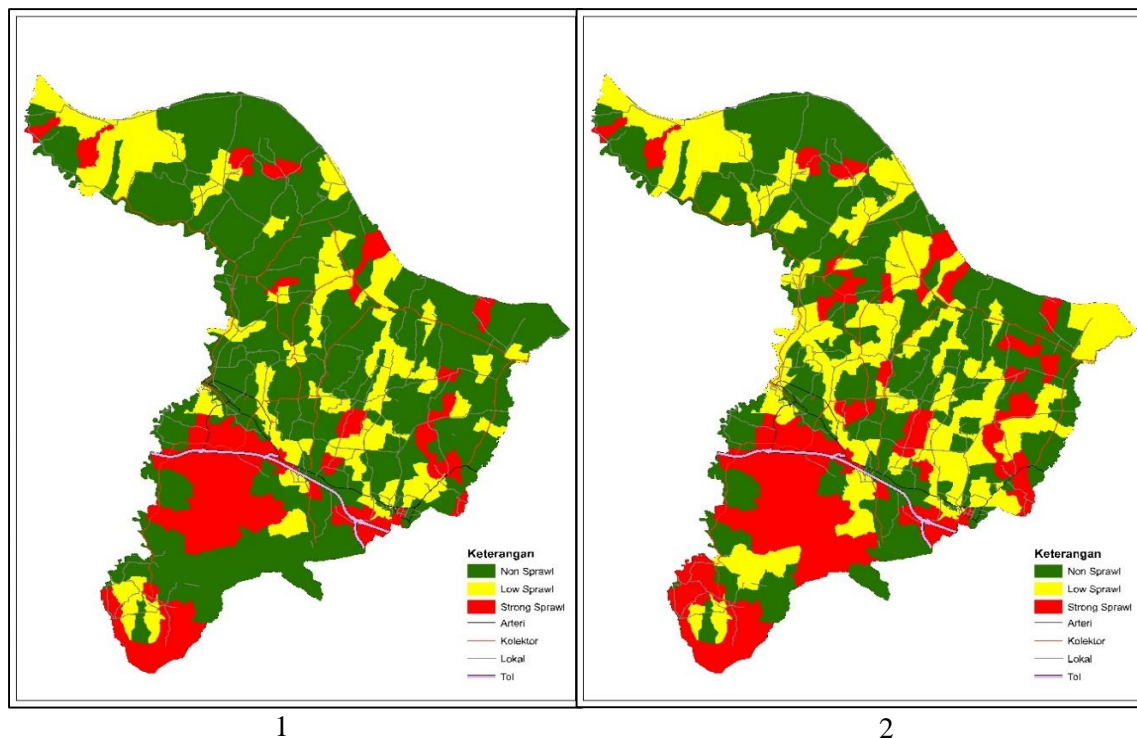 Keterangan
Non Sprawl
Low Sprawl
Strong Sprawl
Arteri
Kolektor
Lokal
Tol
Keterangan
Non Sprawl
Low Sprawl
Strong Sprawl
Arteri
Kolektor
Lokal
Tol
1
2